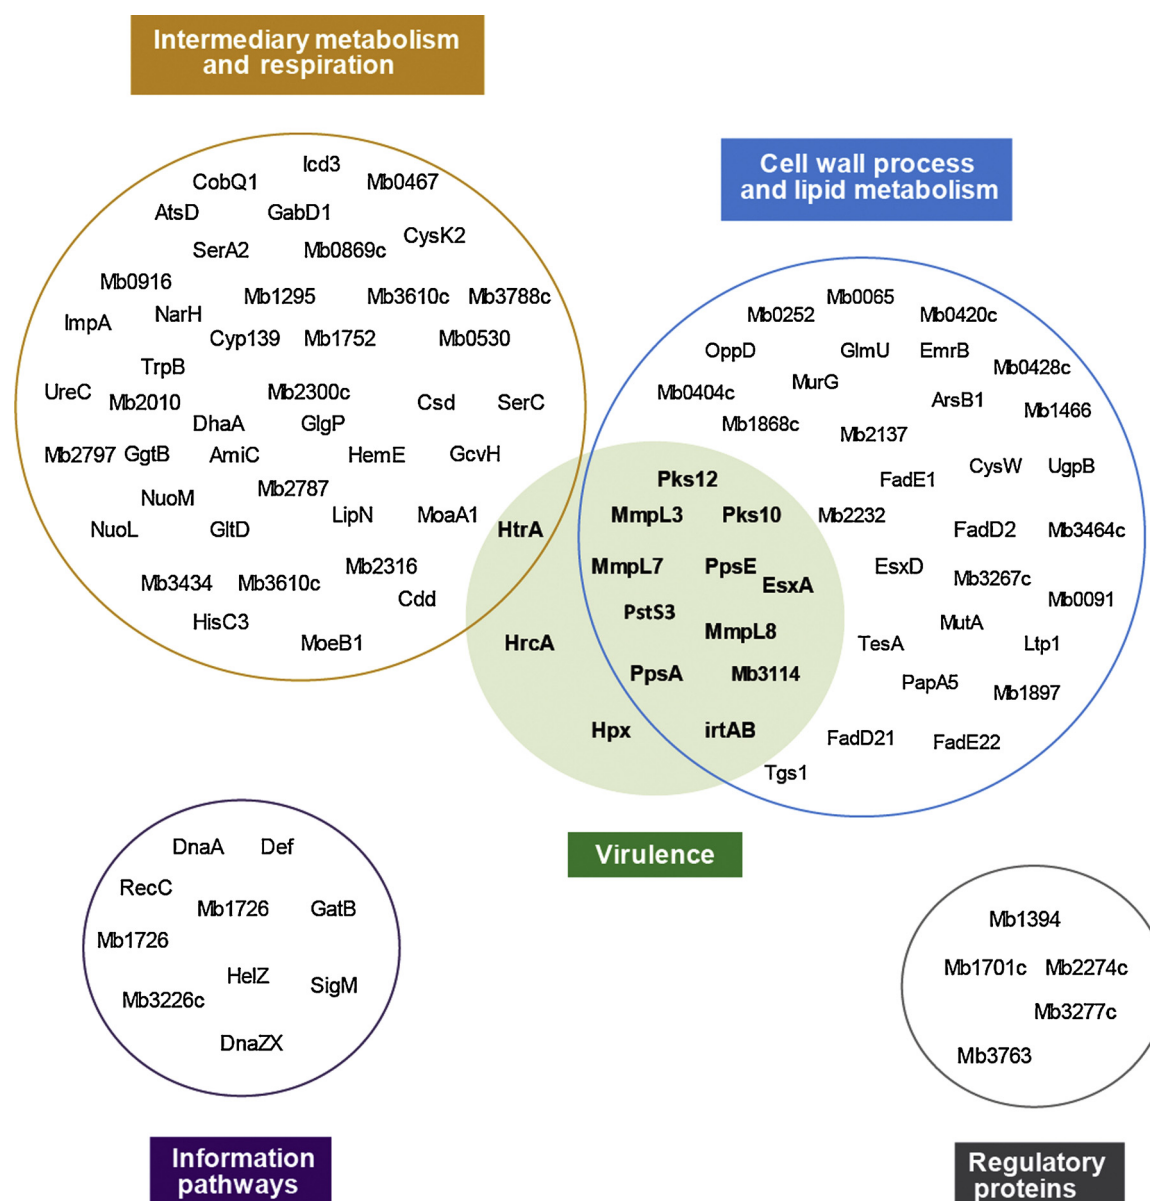 Intermediary metabolism
and respiration
Icd3
CobQ1
Mb0467
AtsD
GabD1
CysK2
SerA2
Mb0869c
Mb0916
Mb1295
Mb3610c
Mb3788c
ImpA
NarH
Cyp139
Mb1752
Mb0530
TrpB
UreC
Mb2010
Mb2300c
Csd
SerC
DhaA
GlgP
Mb2797
GgtB
AmiC
HemE
GcvH
NuoM
Mb2787
NuoL
GltD
LipN
MoaA1
HtrA
Mb2316
Mb3434
Mb3610c
Cdd
HisC3
MoeB1
Cell wall process
and lipid metabolism
Mb0065
Mb0252
Mb0420c
OppD
GlmU
EmrB
Mb0428c
Mb0404c
MurG
ArsB1
Mb1466
Mb1868c
Mb2137
FadE1
CysW
UgpB
Pks12
MmpL3
Pks10
Mb2232
FadD2
Mb3464c
MmpL7
PpsE
EsxA
EsxD
Mb3267c
Mb0091
PstS3
MmpL8
MutA
HrcA
TesA
Ltp1
PpsA
Mb3114
PapA5
Mb1897
Hpx
irtAB
FadD21
FadE22
Tgs1
Virulence
DnaA
Def
RecC
Mb1726
GatB
Mb1726
HelZ
SigM
Mb3226c
DnaZX
Information
pathways
Mb1394
Mb1701c
Mb2274c
Mb3277c
Mb3763
Regulatory
proteins